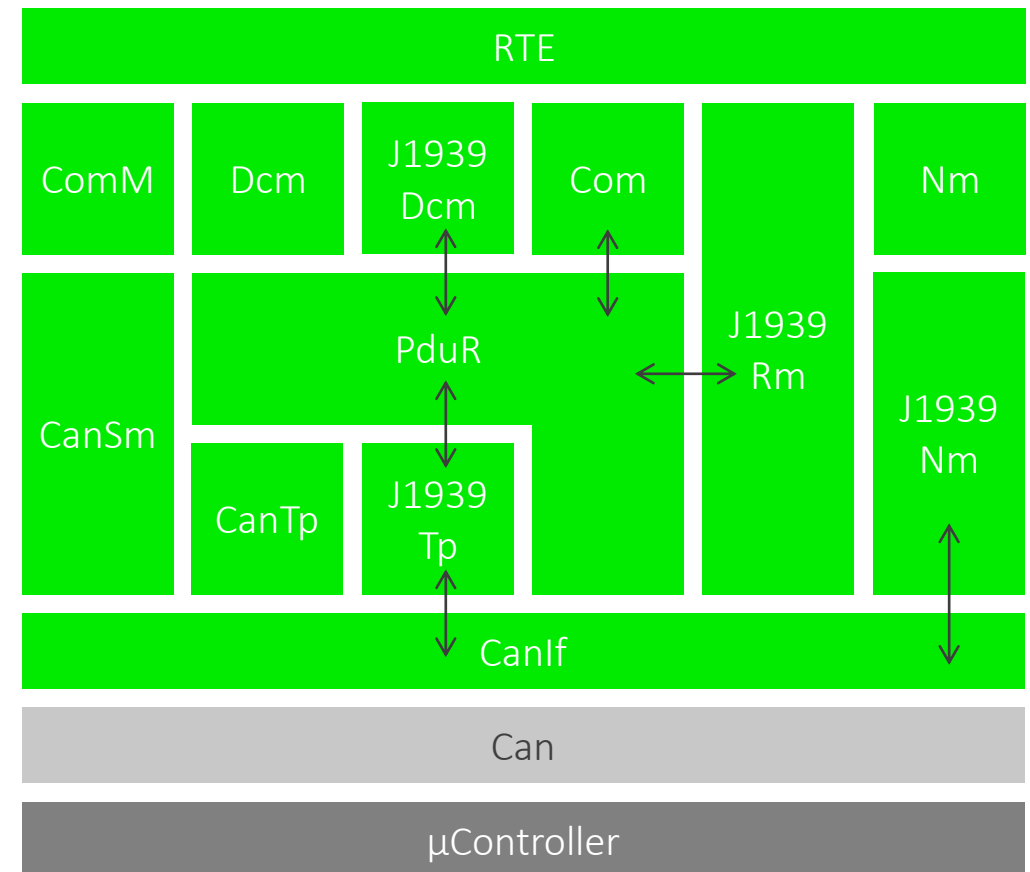 RTE
ComM
Dcm
J1939
Dcm
Com
Nm
PduR
J1939
Rm
CanSm
J1939
Nm
CanTp
J1939
Tp
CanIf
Can
µController